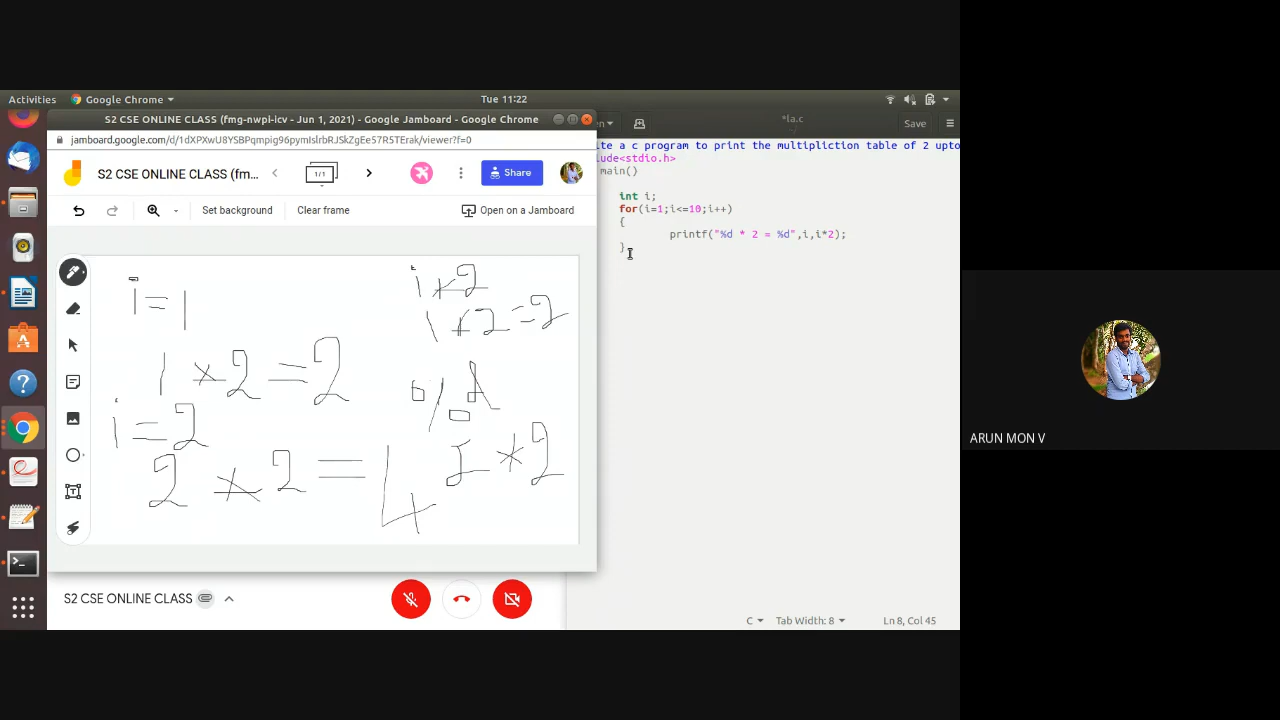 Activities Google Chrome Tue 11:22
S2 CSE ONLINE CLASS (fmg-nwpi-icv - Jun 1, 2021) - Google Jamboard - Google Chrome
jamboard.google.com/d/1dXPXwU8YSBPqmpig96pymIslrbRJSkZgEe57R5TErak/viewer?f=0
S2 CSE ONLINE CLASS (fm... 1/1 Share
Set background Clear frame Open on a Jamboard
i = 1
1 * 2 = 2
i = 2
2 * 2 = 4
i * 2
1 * 2 = 2
% d
2 * 2
S2 CSE ONLINE CLASS
*la.c Save
a c program to print the multipliction table of 2 upto
lude<stdio.h>
main()
int i;
for(i=1;i<=10;i++)
{
printf("%d * 2 = %d",i,i*2);
}
C Tab Width: 8 Ln 8, Col 45
ARUN MON V